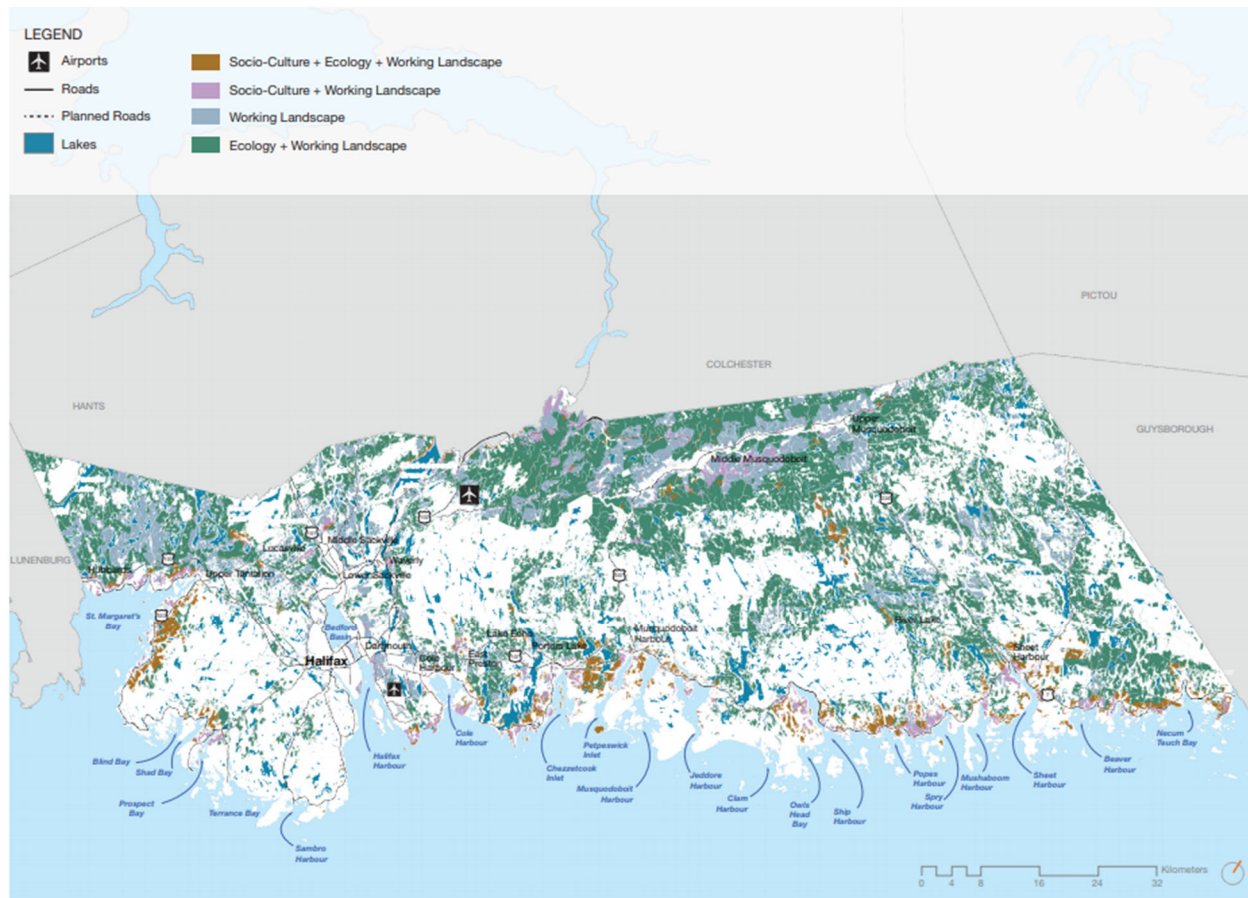 LEGEND
Airports
Roads
Planned Roads
Lakes
Socio-Culture + Ecology + Working Landscape
Socio-Culture + Working Landscape
Working Landscape
Ecology + Working Landscape
PICTOU
COLCHESTER
HANTS
GUYSBOROUGH
LUNENBURG
Upper
Musquodoboit
Middle Musquodoboit
Lucasville
Middle Sackville
Waverly
Hubbards
Upper Tantallon
Lower Sackville
St. Margaret's
Bay
Bedford
Basin
Halifax
Dartmouth
Cole
Harbour
East
Preston
Lake Echo
Porters Lake
Musquodoboit
Harbour
Sheet
Harbour
Blind Bay
Shad Bay
Prospect
Bay
Terrance Bay
Sambro
Harbour
Halifax
Harbour
Cole
Harbour
Chezzetcook
Inlet
Petpeswick
Inlet
Musquodoboit
Harbour
Jeddore
Harbour
Clam
Harbour
Owls
Head
Bay
Ship
Harbour
Popes
Harbour
Spry
Harbour
Mushaboom
Harbour
Sheet
Harbour
Beaver
Harbour
Necum
Teuch Bay
Kilometers
0 4 8 16 24 32